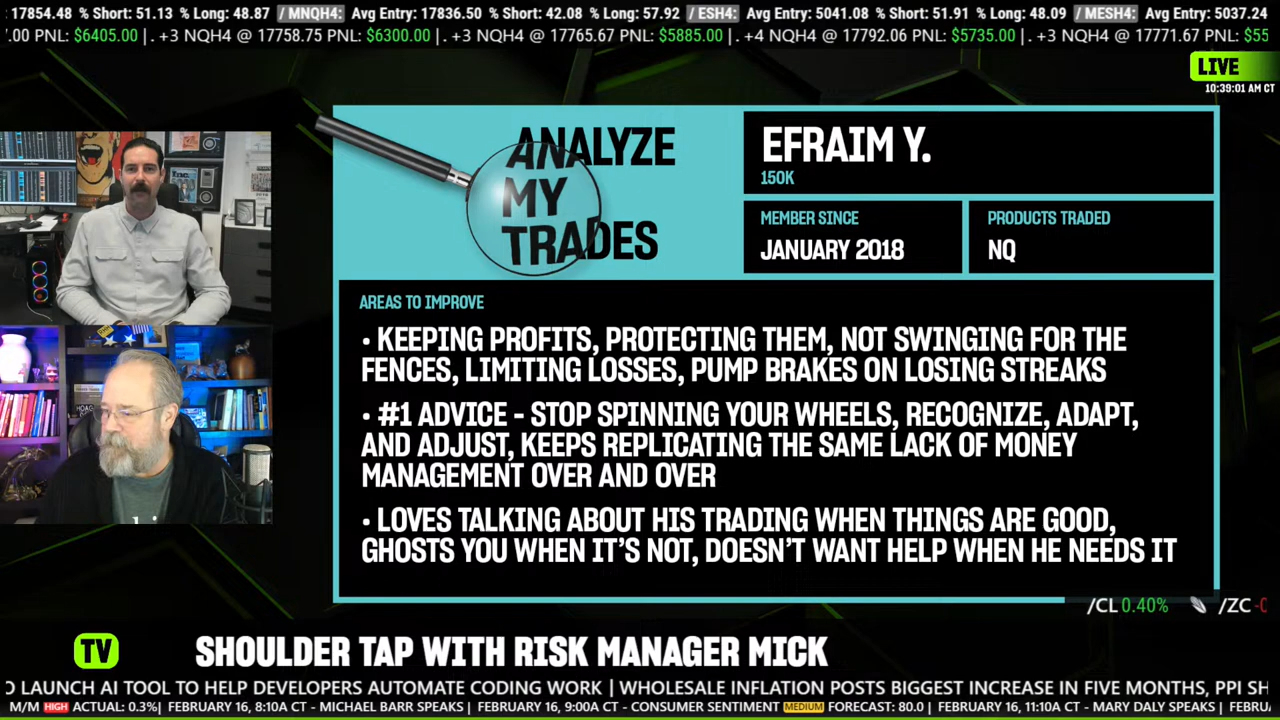 17854.48 % Short: 51.13 % Long: 48.87 / MNQH4: Avg Entry: 17836.50 % Short: 42.08 % Long: 57.92 / ESH4: Avg Entry: 5041.08 % Short: 51.91 % Long: 48.09 / MESH4: Avg Entry: 5037.24
.00 PNL: $6405.00 | . +3 NQH4 @ 17758.75 PNL: $6300.00 | . +3 NQH4 @ 17765.67 PNL: $5885.00 | . +4 NQH4 @ 17792.06 PNL: $5735.00 | . +3 NQH4 @ 17771.67 PNL: $55
LIVE
10:39:01 AM CT
ANALYZE
MY
TRADES
EFRAIM Y.
150K
MEMBER SINCE
JANUARY 2018
PRODUCTS TRADED
NQ
AREAS TO IMPROVE
• KEEPING PROFITS, PROTECTING THEM, NOT SWINGING FOR THE
FENCES, LIMITING LOSSES, PUMP BRAKES ON LOSING STREAKS
• #1 ADVICE - STOP SPINNING YOUR WHEELS, RECOGNIZE, ADAPT,
AND ADJUST, KEEPS REPLICATING THE SAME LACK OF MONEY
MANAGEMENT OVER AND OVER
• LOVES TALKING ABOUT HIS TRADING WHEN THINGS ARE GOOD,
GHOSTS YOU WHEN IT'S NOT, DOESN'T WANT HELP WHEN HE NEEDS IT
/CL 0.40% /ZC
TV
SHOULDER TAP WITH RISK MANAGER MICK
O LAUNCH AI TOOL TO HELP DEVELOPERS AUTOMATE CODING WORK | WHOLESALE INFLATION POSTS BIGGEST INCREASE IN FIVE MONTHS, PPI SH
M/M HIGH ACTUAL: 0.3%| FEBRUARY 16, 8:10A CT - MICHAEL BARR SPEAKS | FEBRUARY 16, 9:00A CT - CONSUMER SENTIMENT MEDIUM FORECAST: 80.0 | FEBRUARY 16, 11:10A CT - MARY DALY SPEAKS | FEBRU